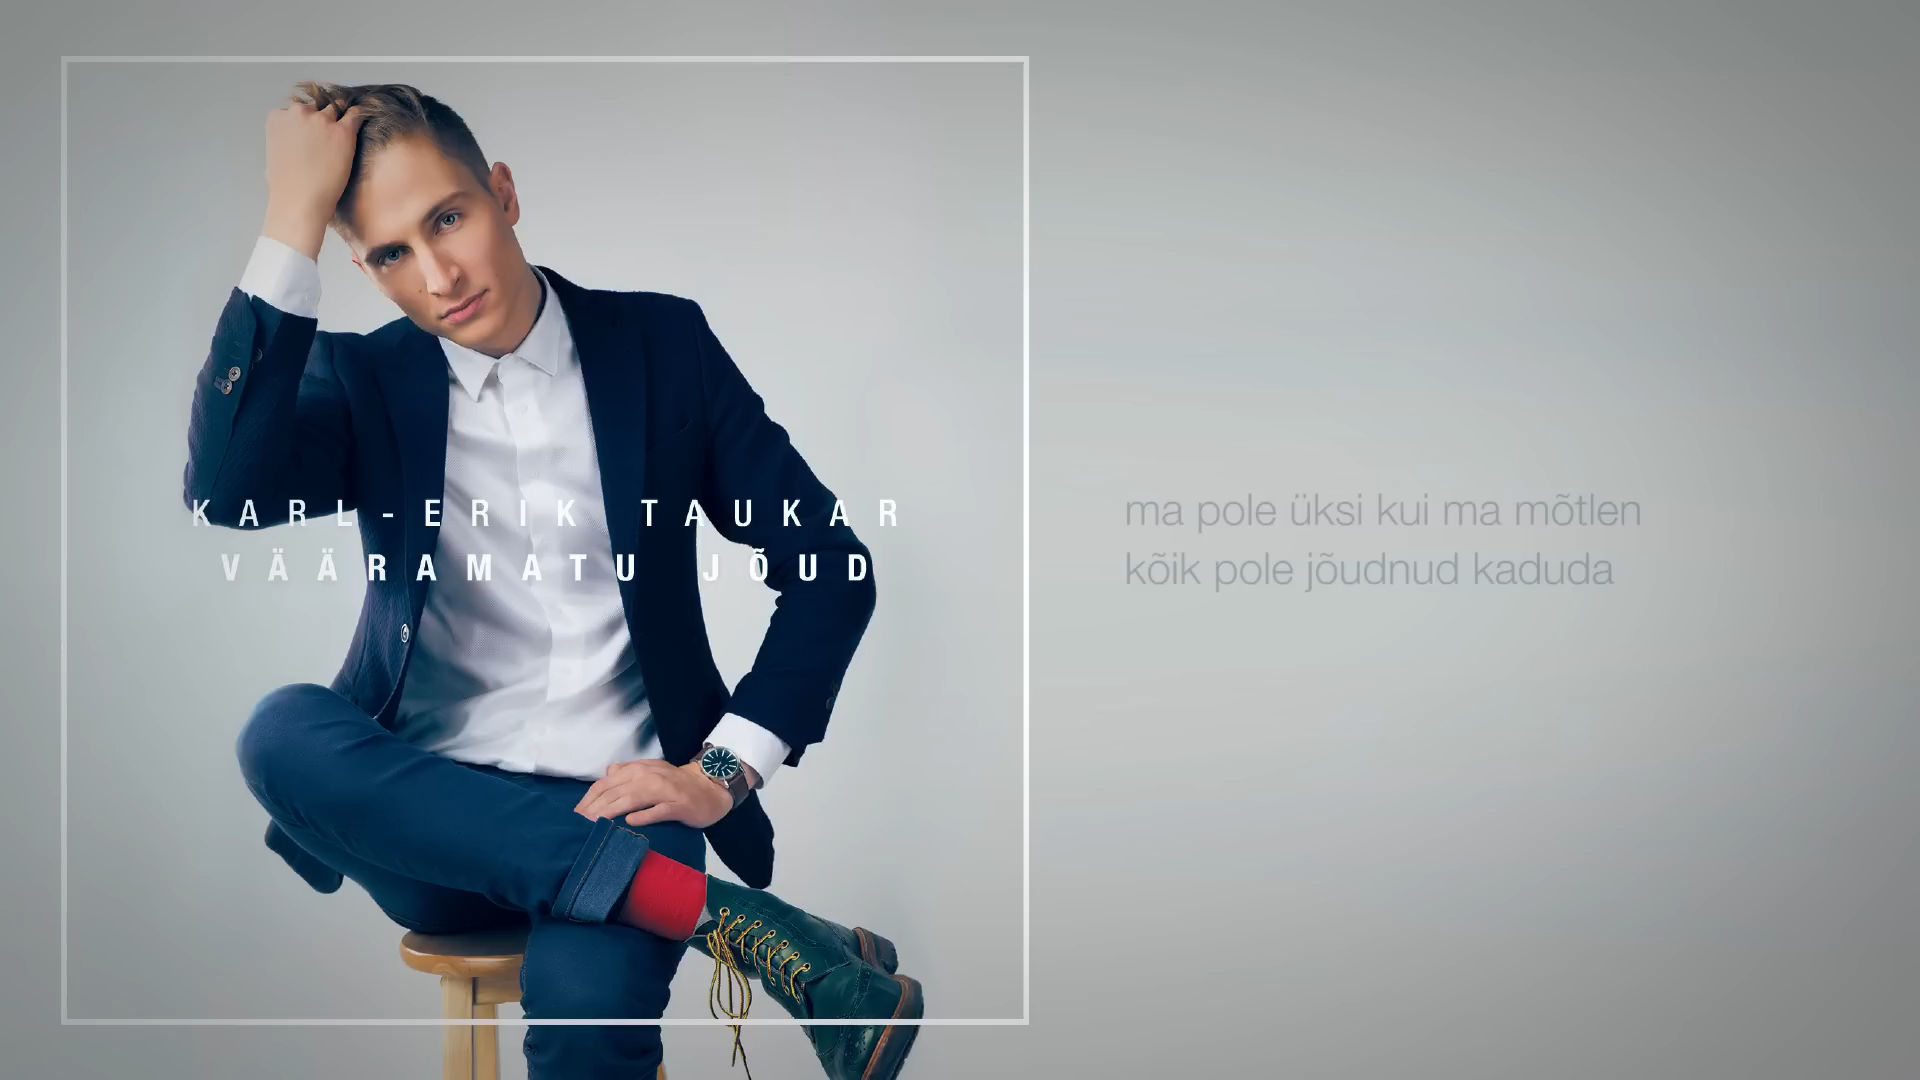 KARL-ERIK TAUKAR
VÄÄRAMATU JÕUD
ma pole üksi kui ma mõtlen
kõik pole jõudnud kaduda